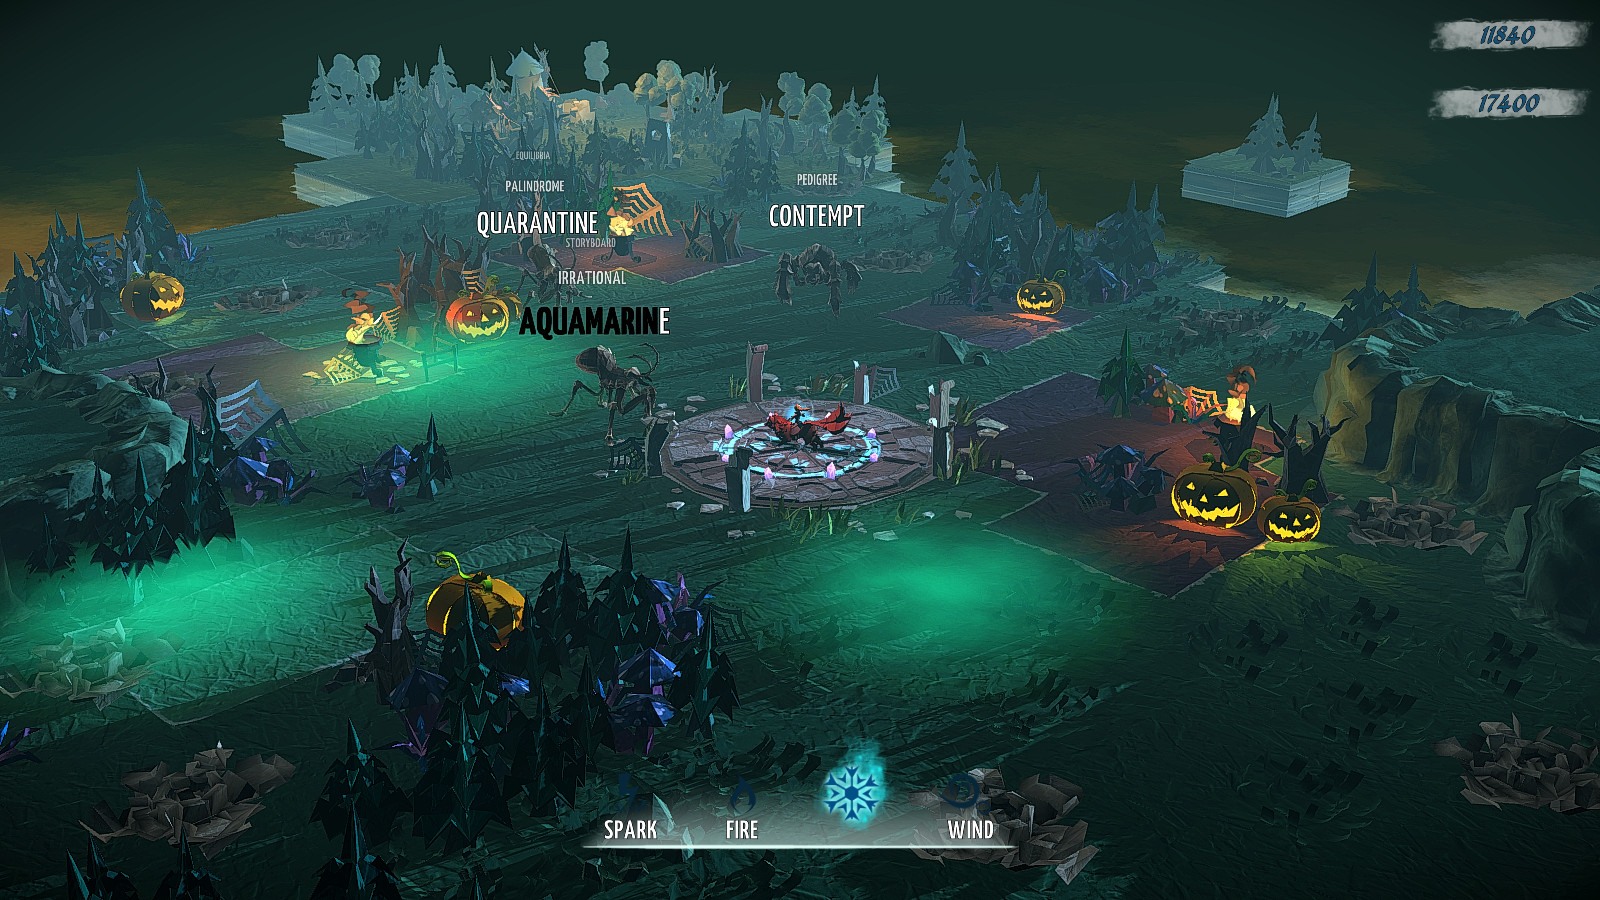 11840
17400
EQUILIBRIA
PALINDROME
QUARANTINE
PEDIGREE
CONTEMPT
STORYBOARD
IRRATIONAL
AQUAMARINE
SPARK
FIRE
WIND